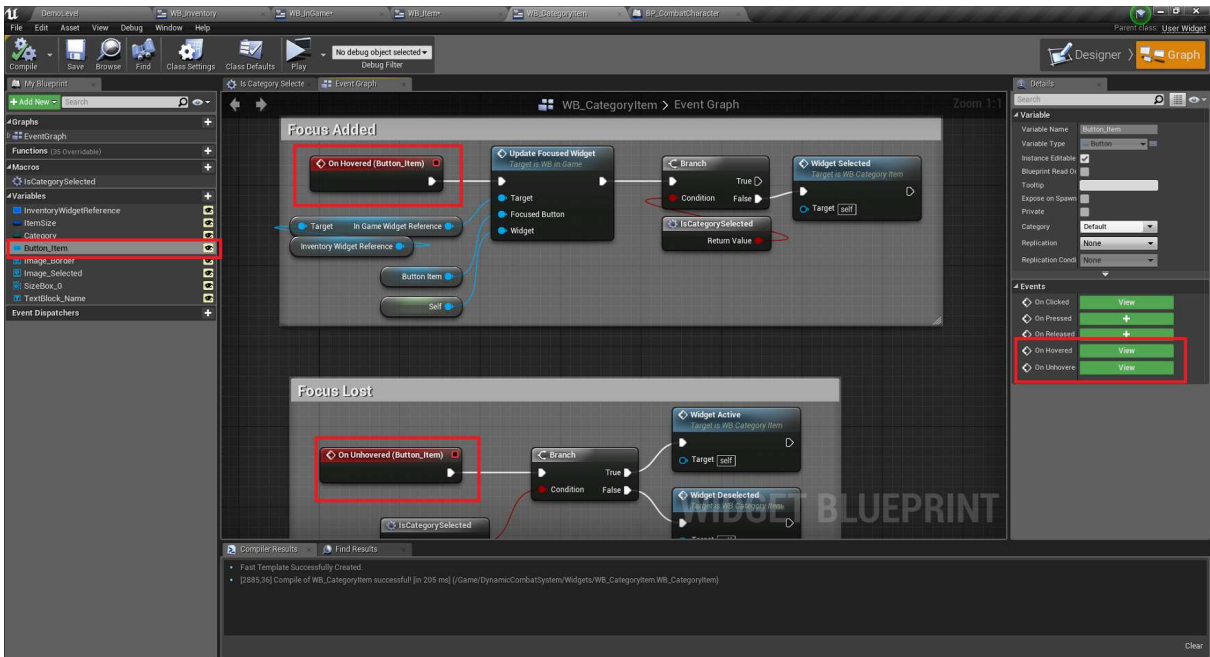 DemoLevel
WB_Inventory
WB_InGame•
WB_Item•
WB_CategoryItem
BP_CombatCharacter
File Edit Asset View Debug Window Help
Parent class: User Widget
Compile
Save
Browse
Find
Class Settings
Class Defaults
Play
No debug object selected
Debug Filter
Designer
Graph
My Blueprint
Is Category Selecte
Event Graph
Details
+Add New
Search
WB_CategoryItem > Event Graph
Zoom 1:1
Search
Graphs
EventGraph
Functions (35 Overridable)
Macros
IsCategorySelected
Variables
InventoryWidgetReference
ItemSize
Category
Button_Item
Image_Border
Image_Selected
SizeBox_0
TextBlock_Name
Event Dispatchers
Focus Added
On Hovered (Button_Item)
Update Focused Widget
Target is WB in Game
Target
Focused Button
Widget
Target In Game Widget Reference
Inventory Widget Reference
Button Item
Self
Branch
True
Condition False
IsCategorySelected
Return Value
Widget Selected
Target is WB Category Item
Target self
Focus Lost
On Unhovered (Button_Item)
Branch
True
Condition False
IsCategorySelected
Widget Active
Target is WB Category Item
Target self
Widget Deselected
Target is WB Category Item
WIDGET BLUEPRINT
Variable
Variable Name Button_Item
Variable Type Button
Instance Editable
Blueprint Read On
Tooltip
Expose on Spawn
Private
Category Default
Replication None
Replication Condi None
Events
On Clicked View
On Pressed +
On Released +
On Hovered View
On Unhovere View
Compiler Results
Find Results
• Fast Template Successfully Created.
• [2885,36] Compile of WB_CategoryItem successful! [in 205 ms] (/Game/DynamicCombatSystem/Widgets/WB_CategoryItem.WB_CategoryItem)
Clear